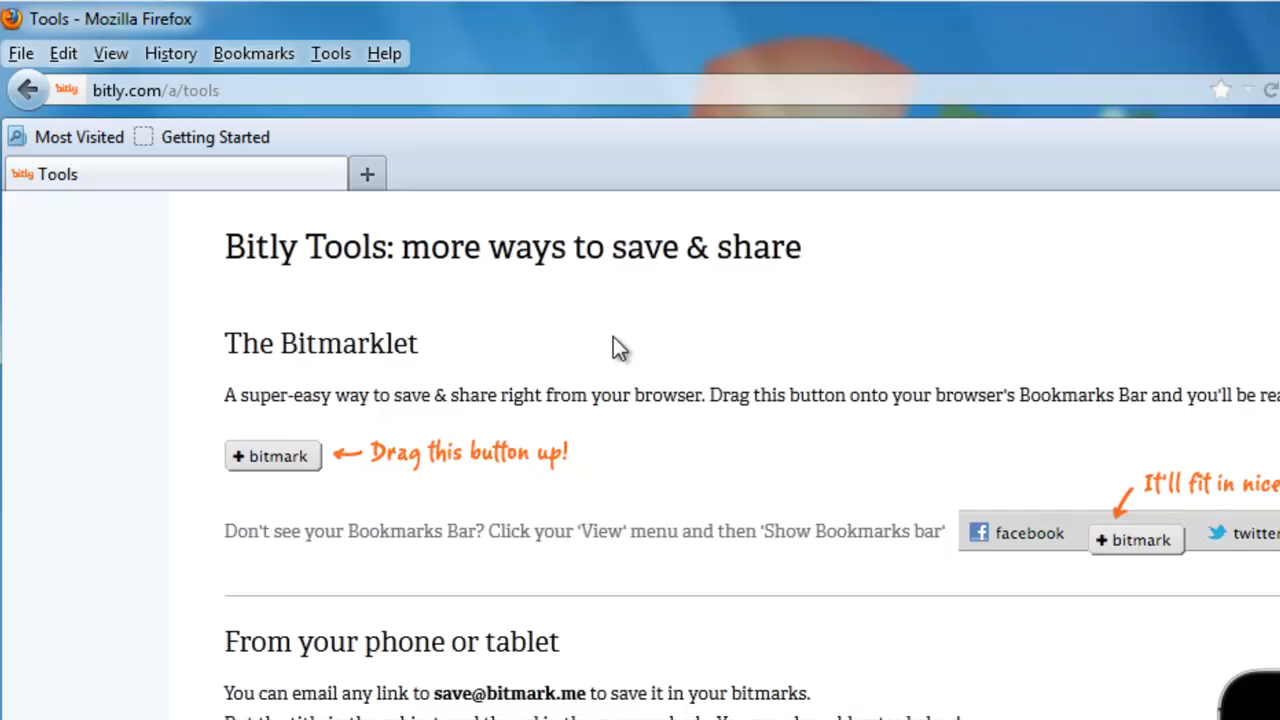 Tools - Mozilla Firefox
File Edit View History Bookmarks Tools Help
bitly bitly.com/a/tools
Most Visited Getting Started
bitly Tools +
Bitly Tools: more ways to save & share
The Bitmarklet
A super-easy way to save & share right from your browser. Drag this button onto your browser's Bookmarks Bar and you'll be
+ bitmark Drag this button up!
It'll fit in
Don't see your Bookmarks Bar? Click your 'View' menu and then 'Show Bookmarks bar' facebook + bitmark
From your phone or tablet
You can email any link to save@bitmark.me to save it in your bitmarks.